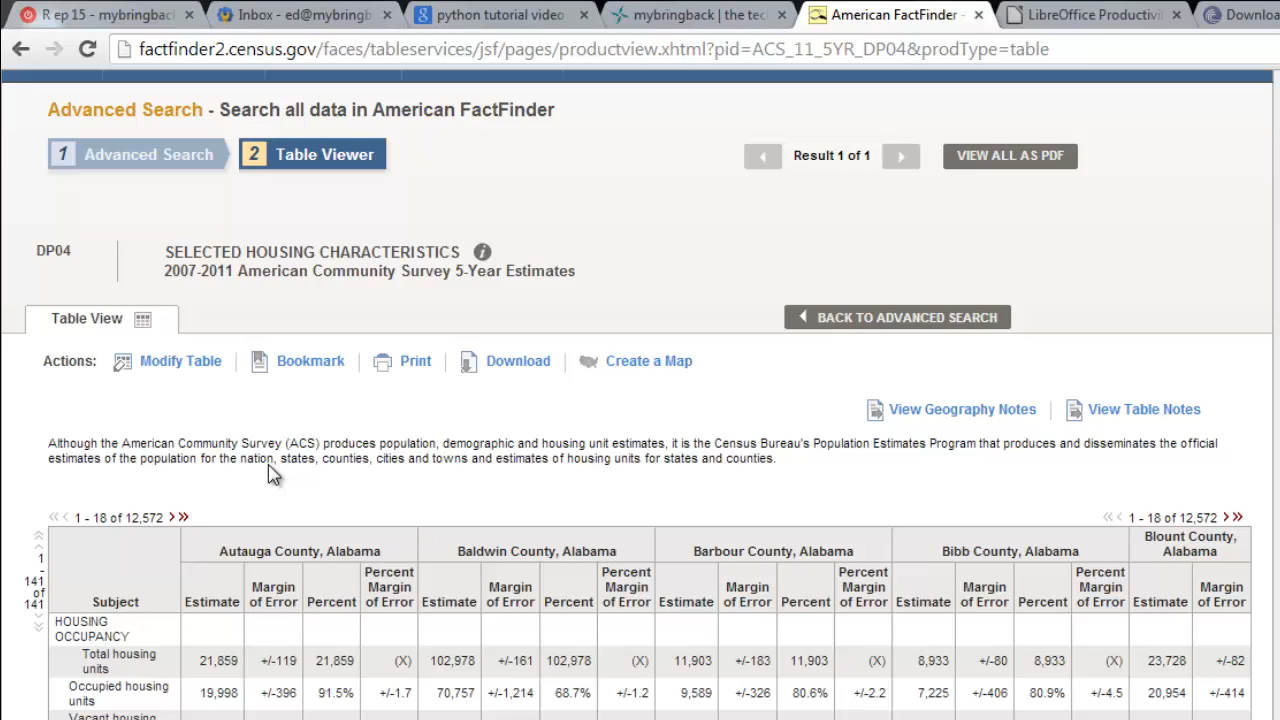 R ep 15 - mybringback
Inbox - ed@mybringb
python tutorial video
mybringback | the tec
American FactFinder -
LibreOffice Productivi
Downloa
factfinder2.census.gov/faces/tableservices/jsf/pages/productview.xhtml?pid=ACS_11_5YR_DP04&prodType=table
Advanced Search - Search all data in American FactFinder
1 Advanced Search 2 Table Viewer Result 1 of 1 VIEW ALL AS PDF
DP04 SELECTED HOUSING CHARACTERISTICS
2007-2011 American Community Survey 5-Year Estimates
Table View BACK TO ADVANCED SEARCH
Actions: Modify Table Bookmark Print Download Create a Map
View Geography Notes View Table Notes
Although the American Community Survey (ACS) produces population, demographic and housing unit estimates, it is the Census Bureau's Population Estimates Program that produces and disseminates the official
estimates of the population for the nation, states, counties, cities and towns and estimates of housing units for states and counties.
1 - 18 of 12,572 1 - 18 of 12,572
1
-
141
of
141
Autauga County, Alabama Baldwin County, Alabama Barbour County, Alabama Bibb County, Alabama Blount County,
Alabama
Subject Estimate Margin of Error Percent Percent Margin of Error Estimate Margin of Error Percent Percent Margin of Error Estimate Margin of Error Percent Percent Margin of Error Estimate Margin of Error Percent Percent Margin of Error Estimate Margin of Error
HOUSING
OCCUPANCY
Total housing
units 21,859 +/-119 21,859 (X) 102,978 +/-161 102,978 (X) 11,903 +/-183 11,903 (X) 8,933 +/-80 8,933 (X) 23,728 +/-82
Occupied housing
units 19,998 +/-396 91.5% +/-1.7 70,757 +/-1,214 68.7% +/-1.2 9,589 +/-326 80.6% +/-2.2 7,225 +/-406 80.9% +/-4.5 20,954 +/-414
Vacant housing